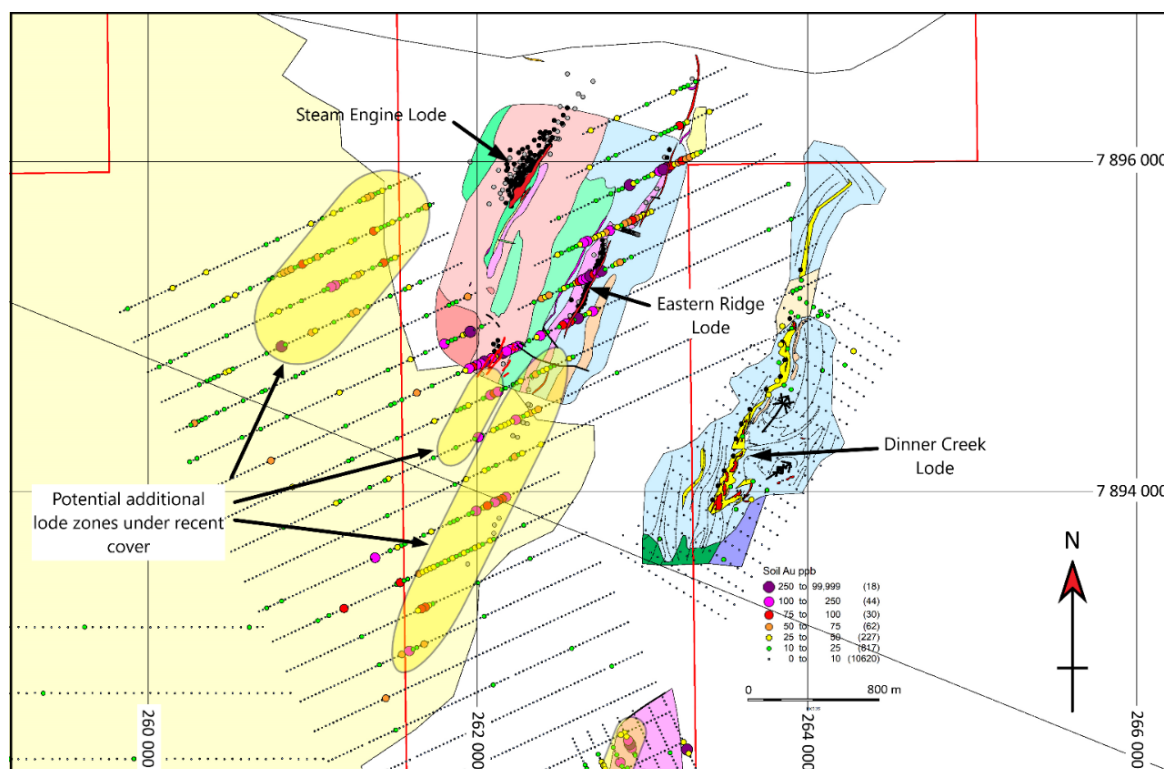 Steam Engine Lode
7 896 000
Eastern Ridge
Lode
Dinner Creek
Lode
7 894 000
Potential additional
lode zones under recent
cover
N
Soil Au ppb
250 to 99,999 (18)
100 to 250 (44)
75 to 100 (30)
50 to 75 (62)
25 to 50 (227)
10 to 25 (817)
0 to 10 (10620)
0 800 m
260 000
262 000
264 000
266 000